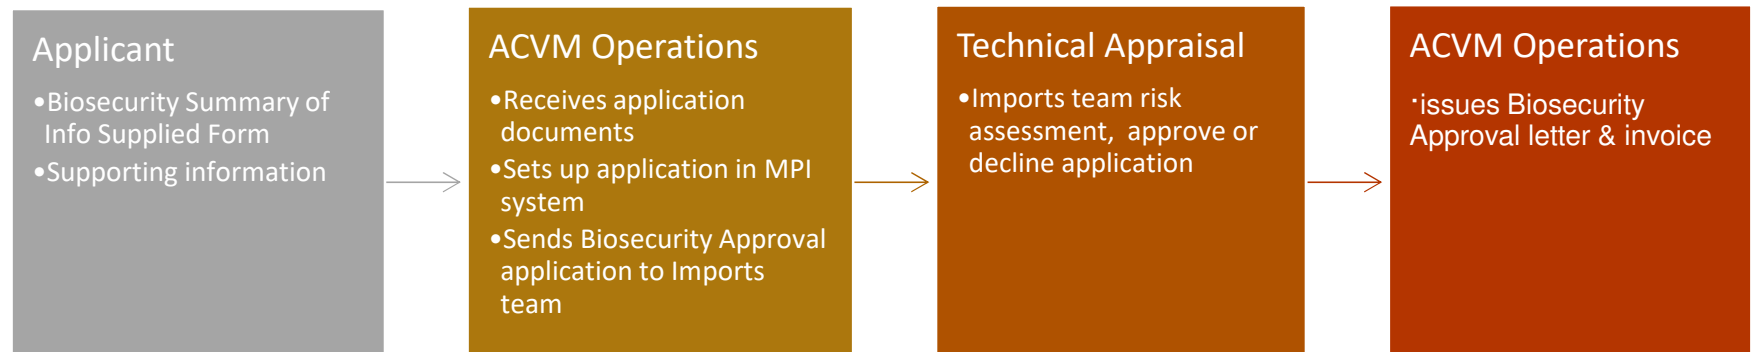 Applicant
•Biosecurity Summary of
Info Supplied Form
•Supporting information
ACVM Operations
•Receives application
documents
•Sets up application in MPI
system
•Sends Biosecurity Approval
application to Imports
team
Technical Appraisal
•Imports team risk
assessment, approve or
decline application
ACVM Operations
·issues Biosecurity
Approval letter & invoice